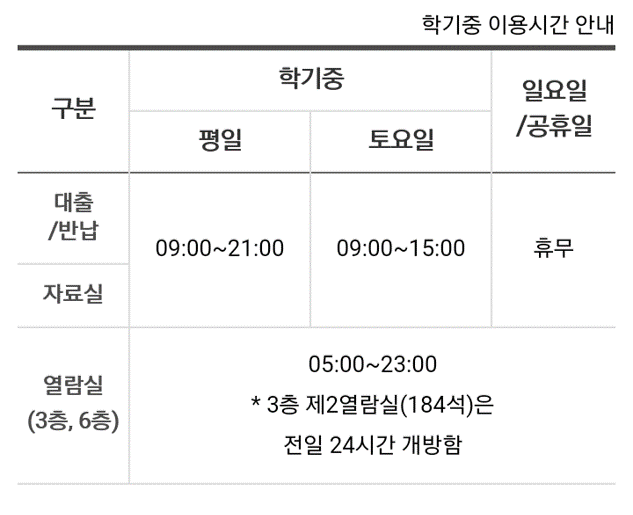 학기중 이용시간 안내
구분
학기중
일요일
/공휴일
평일
토요일
대출
/반납
09:00~21:00
09:00~15:00
휴무
자료실
열람실
(3층, 6층)
05:00~23:00
* 3층 제2열람실(184석)은
전일 24시간 개방함